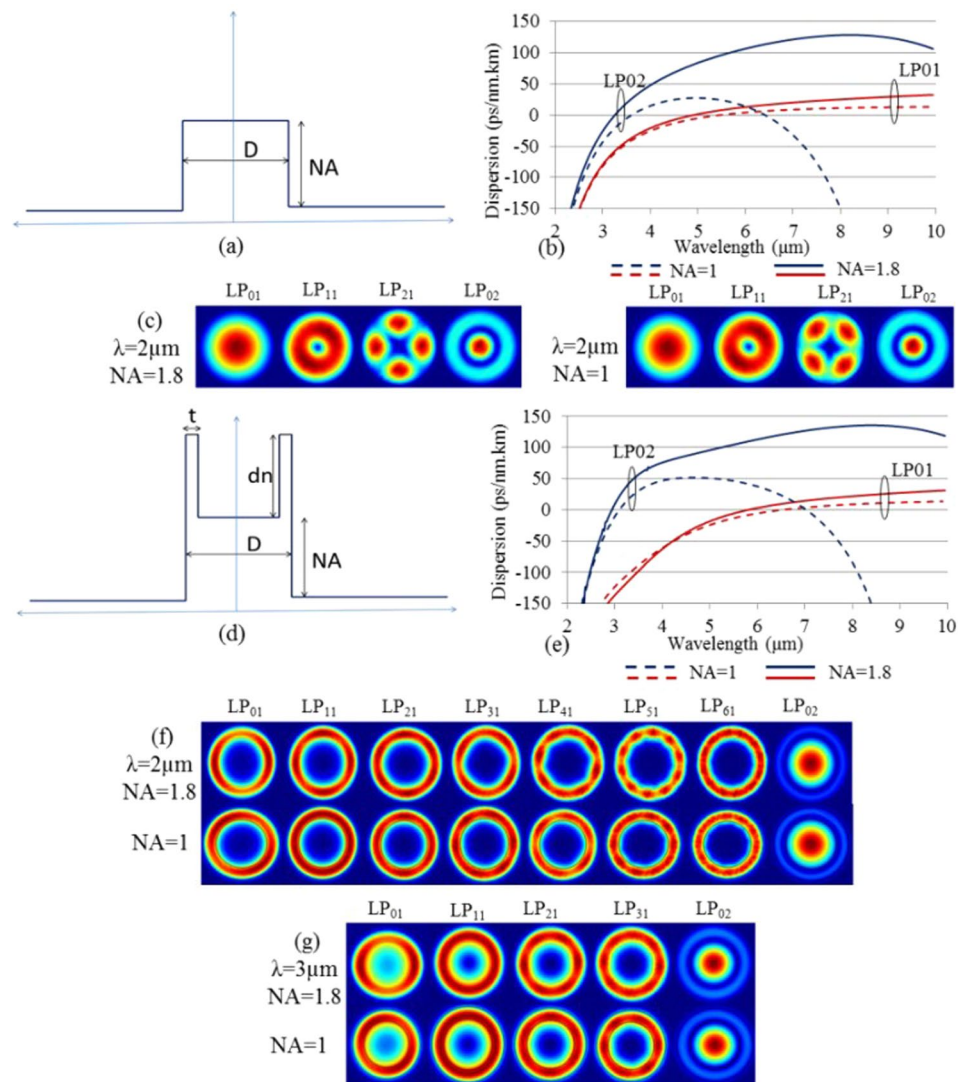 (a)
D
NA
(b)
Dispersion (ps/nm.km)
150
100
50
0
-50
-100
-150
LP02
LP01
2 3 4 5 6 7 8 9 10
Wavelength (µm)
NA=1 NA=1.8
(c)
λ=2µm
NA=1.8
LP01 LP11 LP21 LP02
λ=2µm
NA=1
LP01 LP11 LP21 LP02
t
dn
D
NA
(d)
Dispersion (ps/nm.km)
150
100
50
0
-50
-100
-150
LP02
LP01
2 3 4 5 6 7 8 9 10
(e) Wavelength (µm)
NA=1 NA=1.8
LP01 LP11 LP21 LP31 LP41 LP51 LP61 LP02
(f)
λ=2µm
NA=1.8
NA=1
LP01 LP11 LP21 LP31 LP02
(g)
λ=3µm
NA=1.8
NA=1